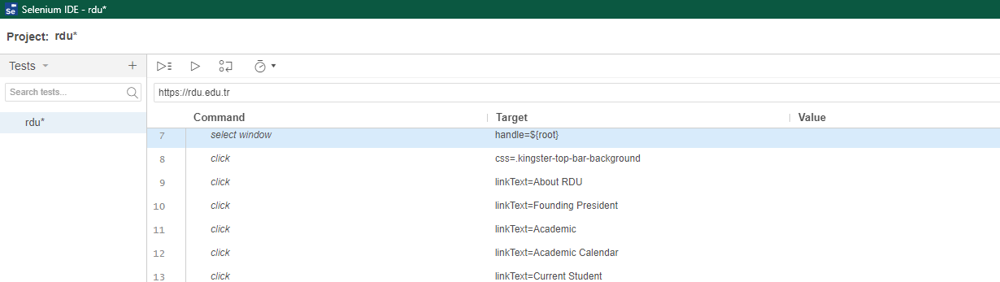 Selenium IDE - rdu*
Project: rdu*
Tests
Search tests...
rdu*
https://rdu.edu.tr
Command Target Value
7 select window handle=${root}
8 click css=.kingster-top-bar-background
9 click linkText=About RDU
10 click linkText=Founding President
11 click linkText=Academic
12 click linkText=Academic Calendar
13 click linkText=Current Student